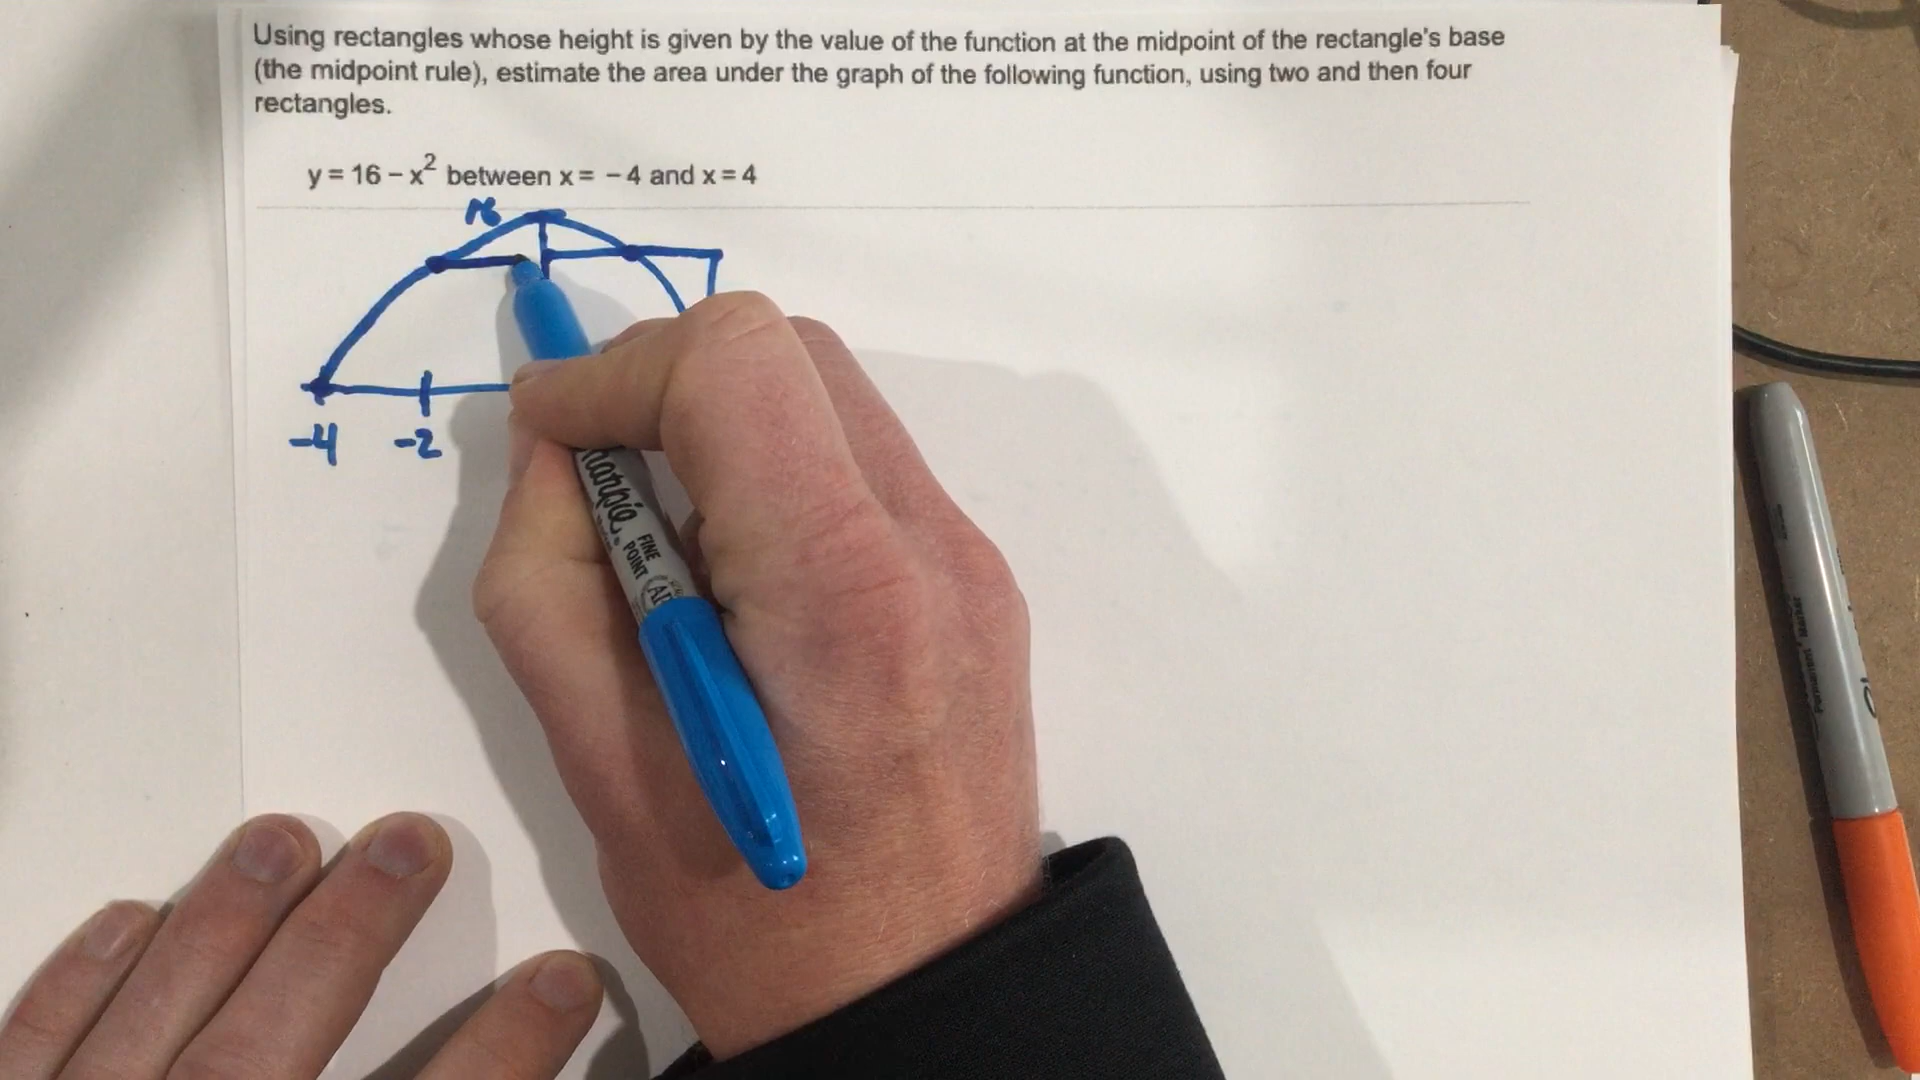 Using rectangles whose height is given by the value of the function at the midpoint of the rectangle's base
(the midpoint rule), estimate the area under the graph of the following function, using two and then four
rectangles.
y = 16 – x² between x = – 4 and x = 4
16
-4 -2
harpie.
FINE
POINT